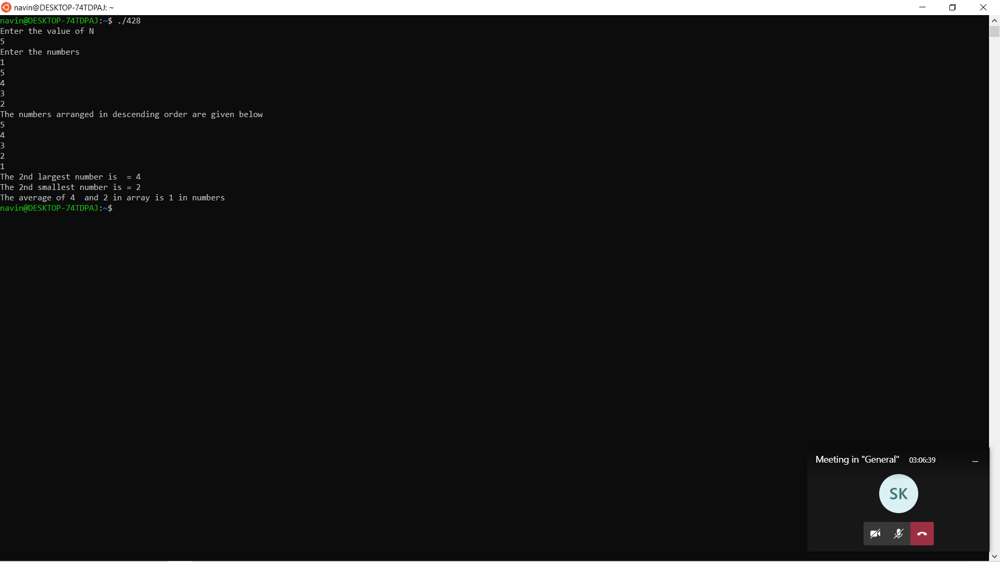 navin@DESKTOP-74TDPAJ: ~
navin@DESKTOP-74TDPAJ:~$ ./428
Enter the value of N
5
Enter the numbers
1
5
4
3
2
The numbers arranged in descending order are given below
5
4
3
2
1
The 2nd largest number is  = 4
The 2nd smallest number is = 2
The average of 4  and 2 in array is 1 in numbers
navin@DESKTOP-74TDPAJ:~$
Meeting in "General" 03:06:39
SK